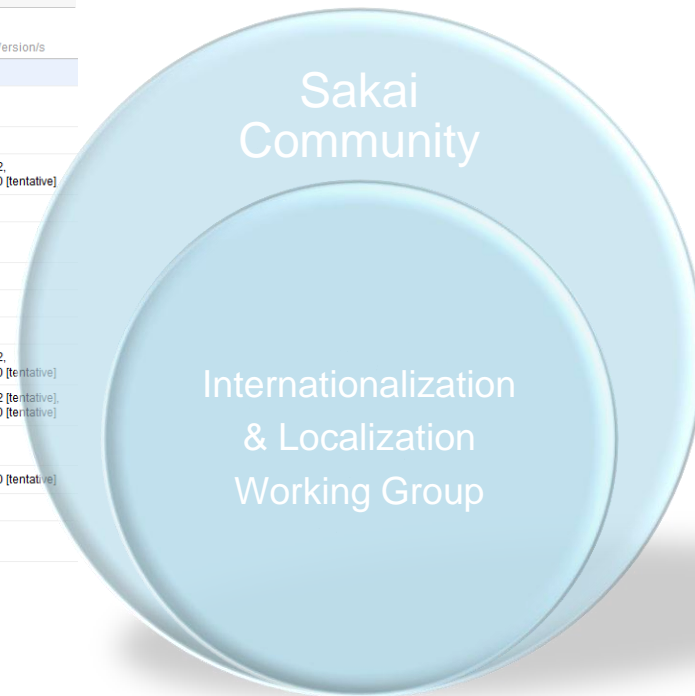 Version/s
2,
0 [tentative]
2,
0 [tentative]
2 [tentative],
0 [tentative]
0 [tentative]
Sakai
Community
Internationalization
& Localization
Working Group